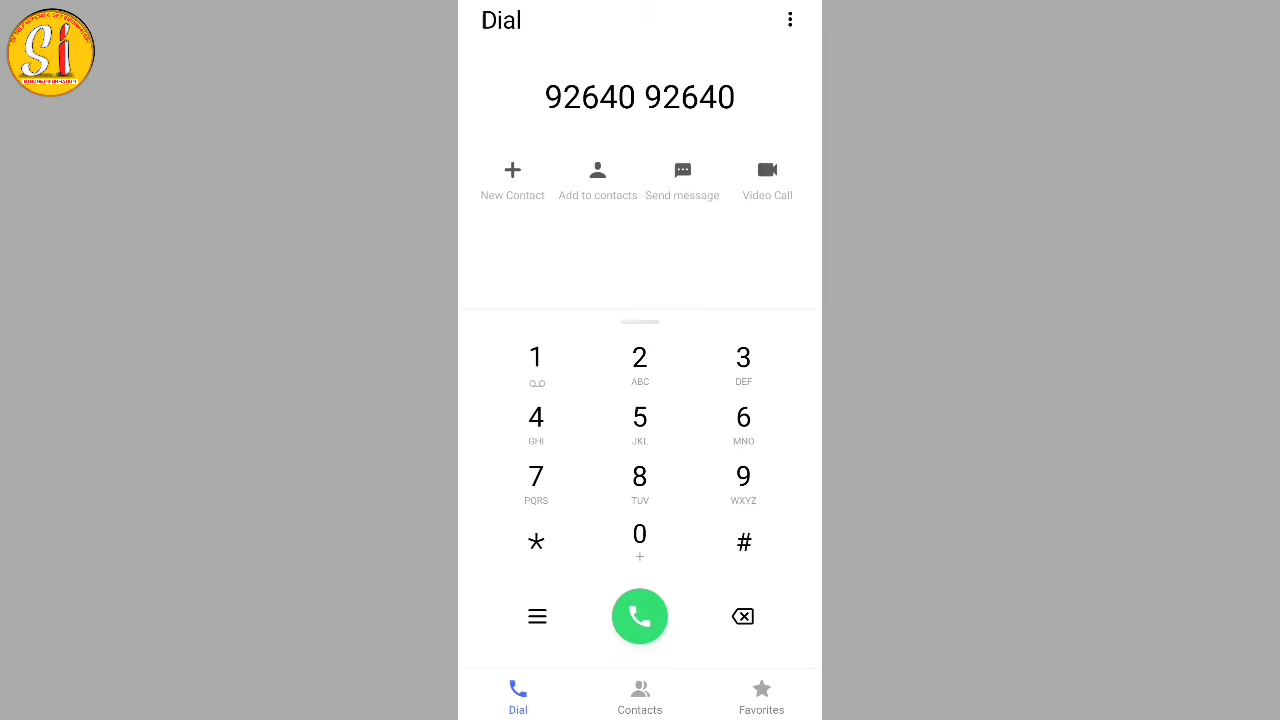 Si
Dial
92640 92640
New Contact
Add to contacts
Send message
Video Call
1
2
ABC
3
DEF
4
GHI
5
JKL
6
MNO
7
PQRS
8
TUV
9
WXYZ
*
0
+
#
Dial
Contacts
Favorites